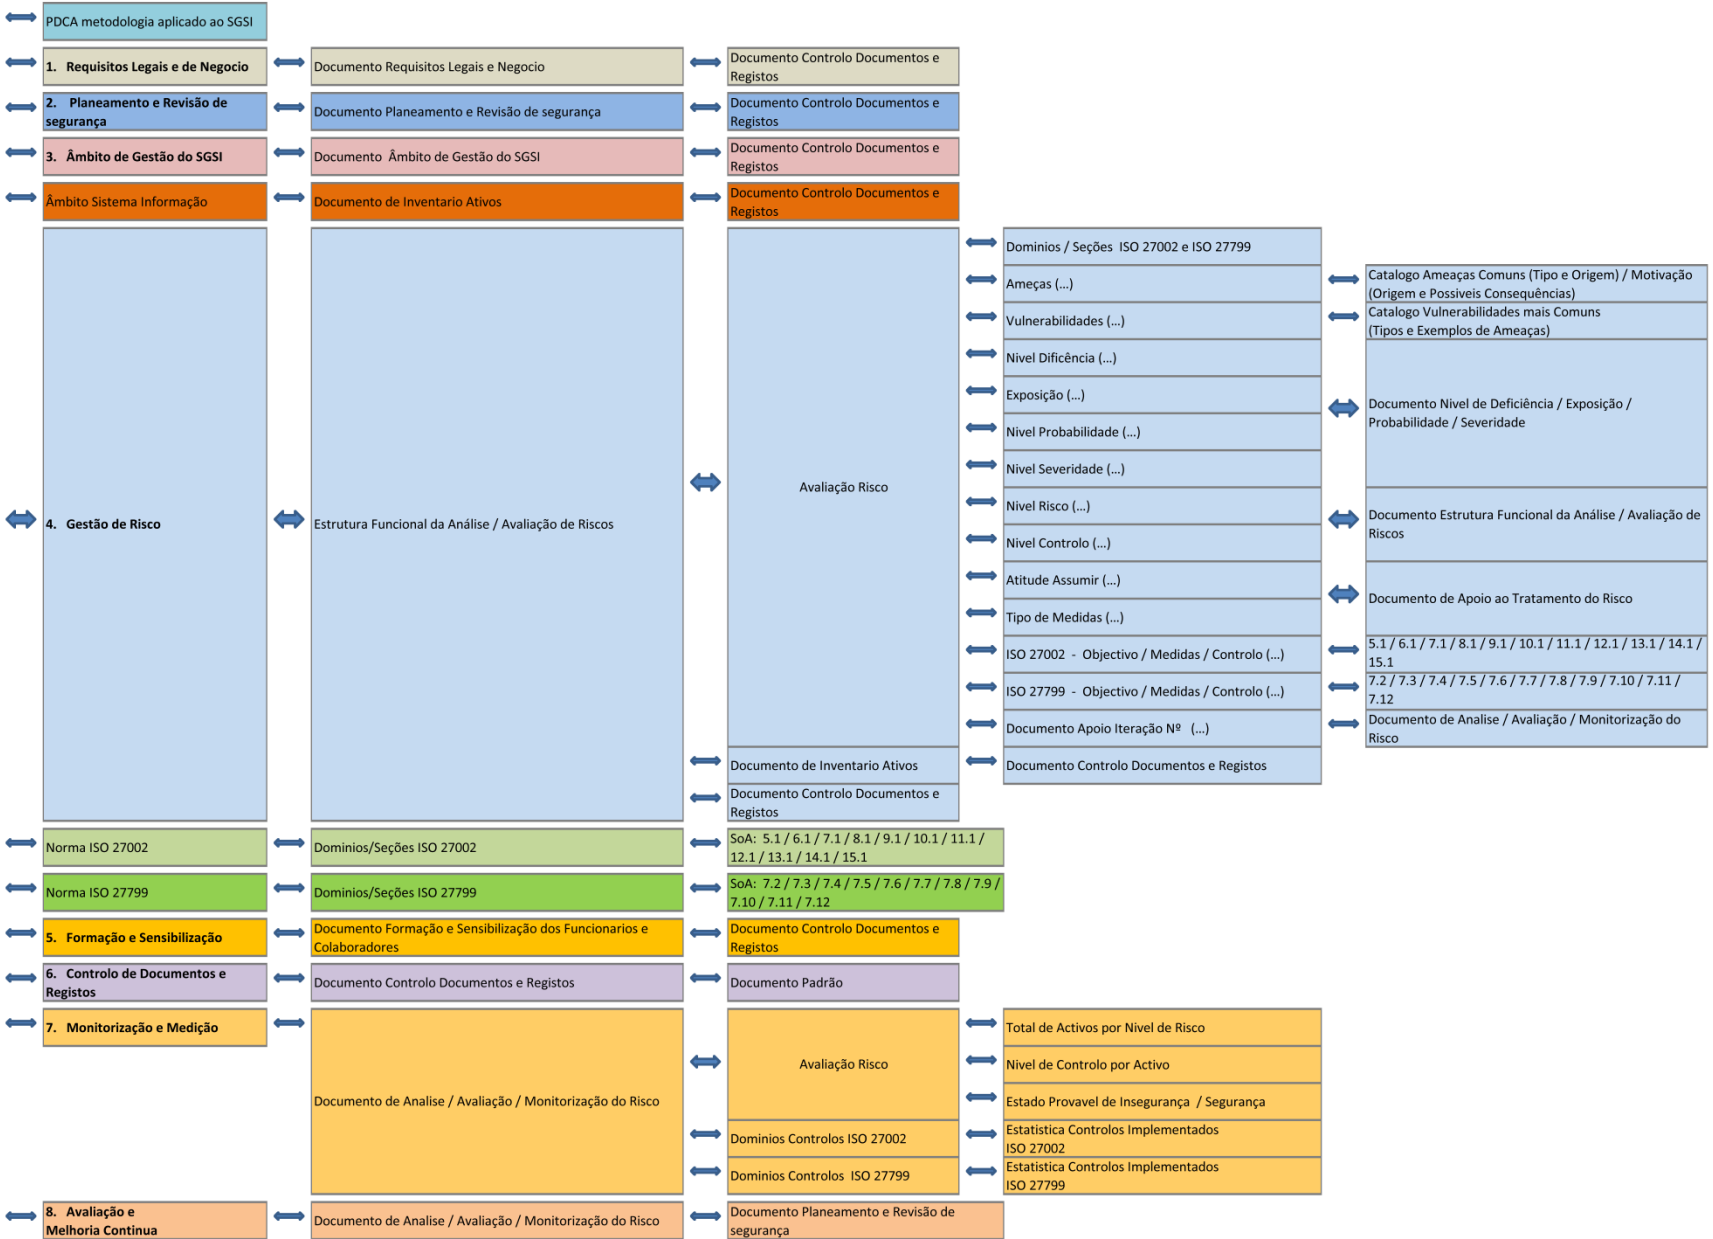 PDCA metodologia aplicado ao SGSI
1. Requisitos Legais e de Negocio
Documento Requisitos Legais e Negocio
Documento Controlo Documentos e
Registos
2. Planeamento e Revisão de
segurança
Documento Planeamento e Revisão de segurança
Documento Controlo Documentos e
Registos
3. Âmbito de Gestão do SGSI
Documento Âmbito de Gestão do SGSI
Documento Controlo Documentos e
Registos
Âmbito Sistema Informação
Documento de Inventario Ativos
Documento Controlo Documentos e
Registos
4. Gestão de Risco
Estrutura Funcional da Análise / Avaliação de Riscos
Avaliação Risco
Dominios / Seções ISO 27002 e ISO 27799
Ameças (...)
Catalogo Ameaças Comuns (Tipo e Origem) / Motivação
(Origem e Possiveis Consequências)
Vulnerabilidades (...)
Catalogo Vulnerabilidades mais Comuns
(Tipos e Exemplos de Ameaças)
Nivel Dificência (...)
Exposição (...)
Nivel Probabilidade (...)
Nivel Severidade (...)
Documento Nivel de Deficiência / Exposição /
Probabilidade / Severidade
Nivel Risco (...)
Nivel Controlo (...)
Documento Estrutura Funcional da Análise / Avaliação de
Riscos
Atitude Assumir (...)
Tipo de Medidas (...)
Documento de Apoio ao Tratamento do Risco
ISO 27002 - Objectivo / Medidas / Controlo (...)
5.1 / 6.1 / 7.1 / 8.1 / 9.1 / 10.1 / 11.1 / 12.1 / 13.1 / 14.1 /
15.1
ISO 27799 - Objectivo / Medidas / Controlo (...)
7.2 / 7.3 / 7.4 / 7.5 / 7.6 / 7.7 / 7.8 / 7.9 / 7.10 / 7.11 /
7.12
Documento Apoio Iteração Nº (...)
Documento de Analise / Avaliação / Monitorização do
Risco
Documento de Inventario Ativos
Documento Controlo Documentos e Registos
Documento Controlo Documentos e
Registos
Norma ISO 27002
Dominios/Seções ISO 27002
SoA: 5.1 / 6.1 / 7.1 / 8.1 / 9.1 / 10.1 / 11.1 /
12.1 / 13.1 / 14.1 / 15.1
Norma ISO 27799
Dominios/Seções ISO 27799
SoA: 7.2 / 7.3 / 7.4 / 7.5 / 7.6 / 7.7 / 7.8 / 7.9 /
7.10 / 7.11 / 7.12
5. Formação e Sensibilização
Documento Formação e Sensibilização dos Funcionarios e
Colaboradores
Documento Controlo Documentos e
Registos
6. Controlo de Documentos e
Registos
Documento Controlo Documentos e Registos
Documento Padrão
7. Monitorização e Medição
Documento de Analise / Avaliação / Monitorização do Risco
Avaliação Risco
Total de Activos por Nivel de Risco
Nivel de Controlo por Activo
Estado Provavel de Insegurança / Segurança
Dominios Controlos ISO 27002
Estatistica Controlos Implementados
ISO 27002
Dominios Controlos ISO 27799
Estatistica Controlos Implementados
ISO 27799
8. Avaliação e
Melhoria Continua
Documento de Analise / Avaliação / Monitorização do Risco
Documento Planeamento e Revisão de
segurança